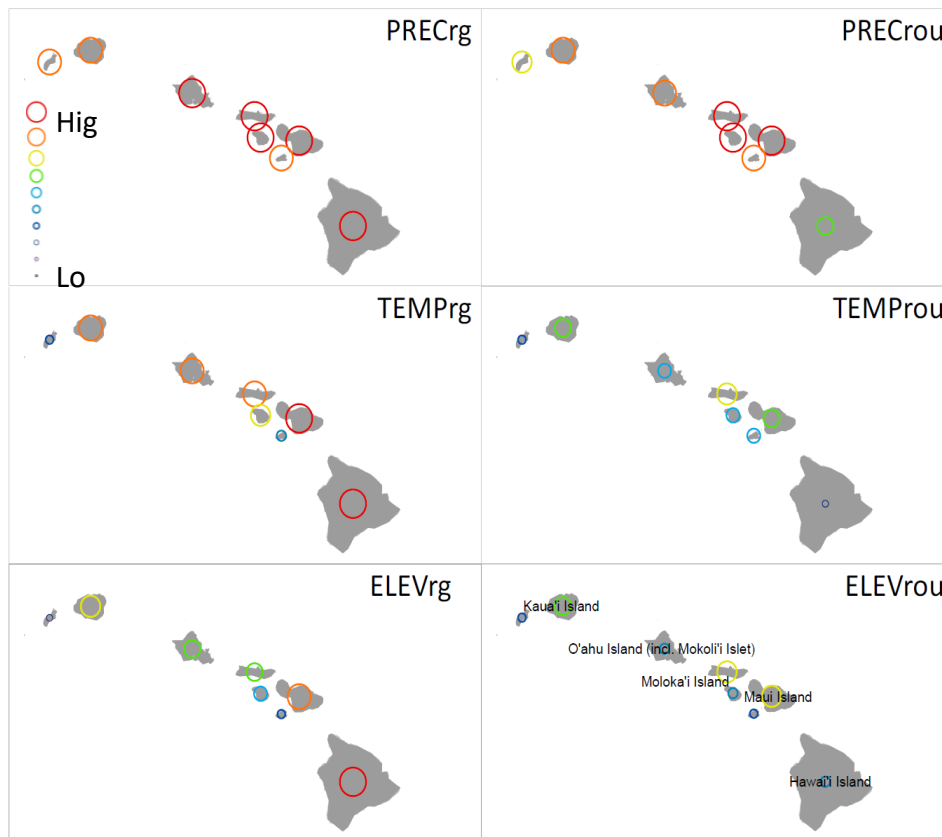 PRECrg
PRECrou
Hig
Lo
TEMPrg
TEMProu
ELEVrg
ELEVrou
Kaua'i Island
O'ahu Island (incl. Mokoli'i Islet)
Moloka'i Island
Maui Island
Hawai'i Island